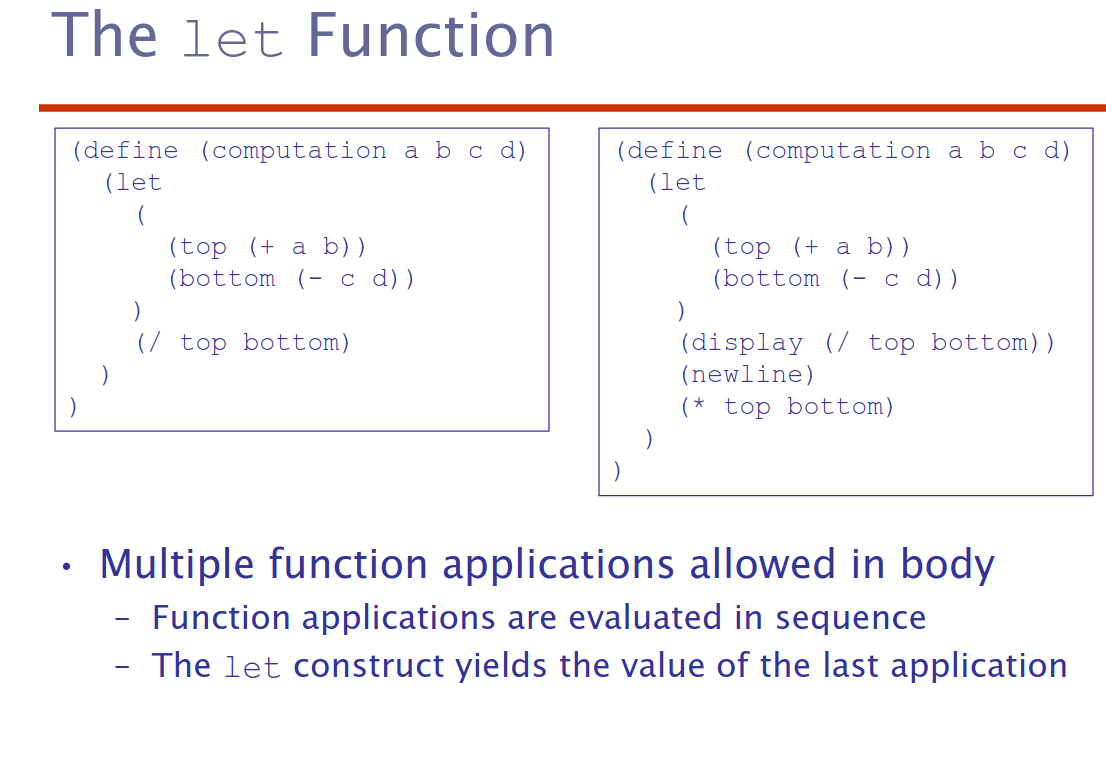 The let Function
(define (computation a b c d)
(let
(
(top (+ a b))
(bottom (- c d))
)
(/ top bottom)
)
)
(define (computation a b c d)
(let
(
(top (+ a b))
(bottom (- c d))
)
(display (/ top bottom))
(newline)
(* top bottom)
)
)
• Multiple function applications allowed in body
– Function applications are evaluated in sequence
– The let construct yields the value of the last application